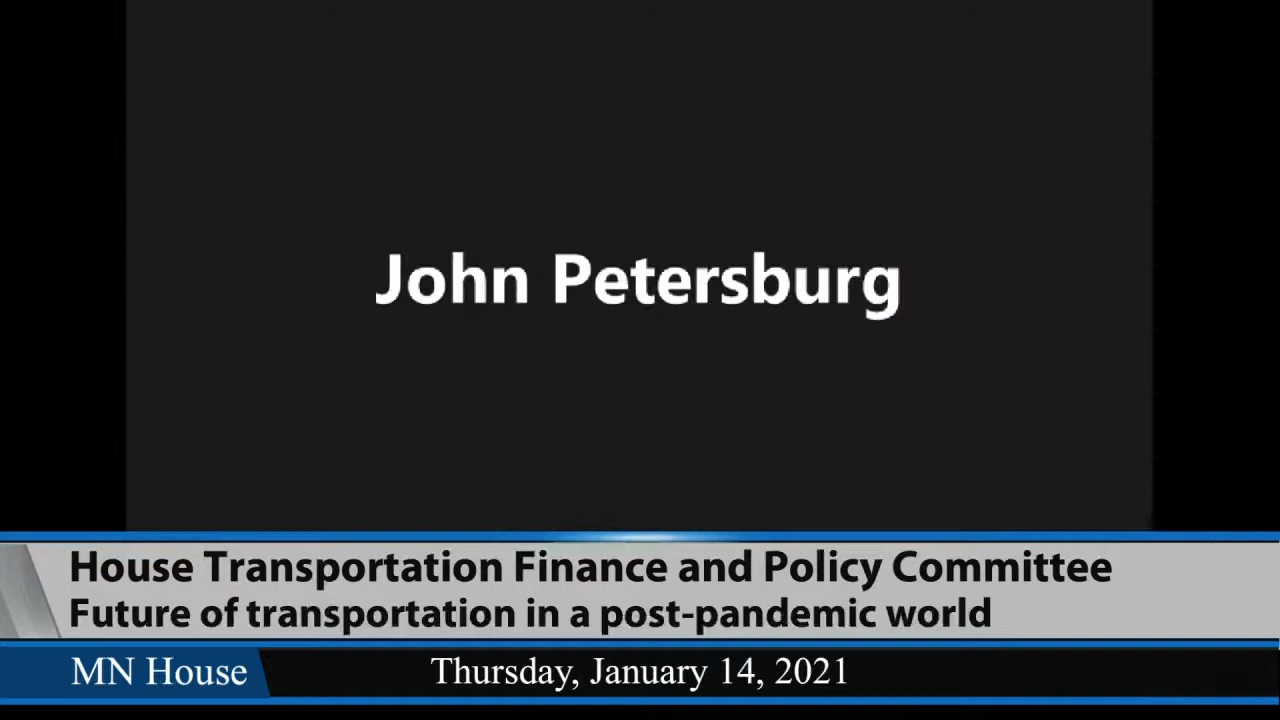 John Petersburg
House Transportation Finance and Policy Committee
Future of transportation in a post-pandemic world
MN House
Thursday, January 14, 2021